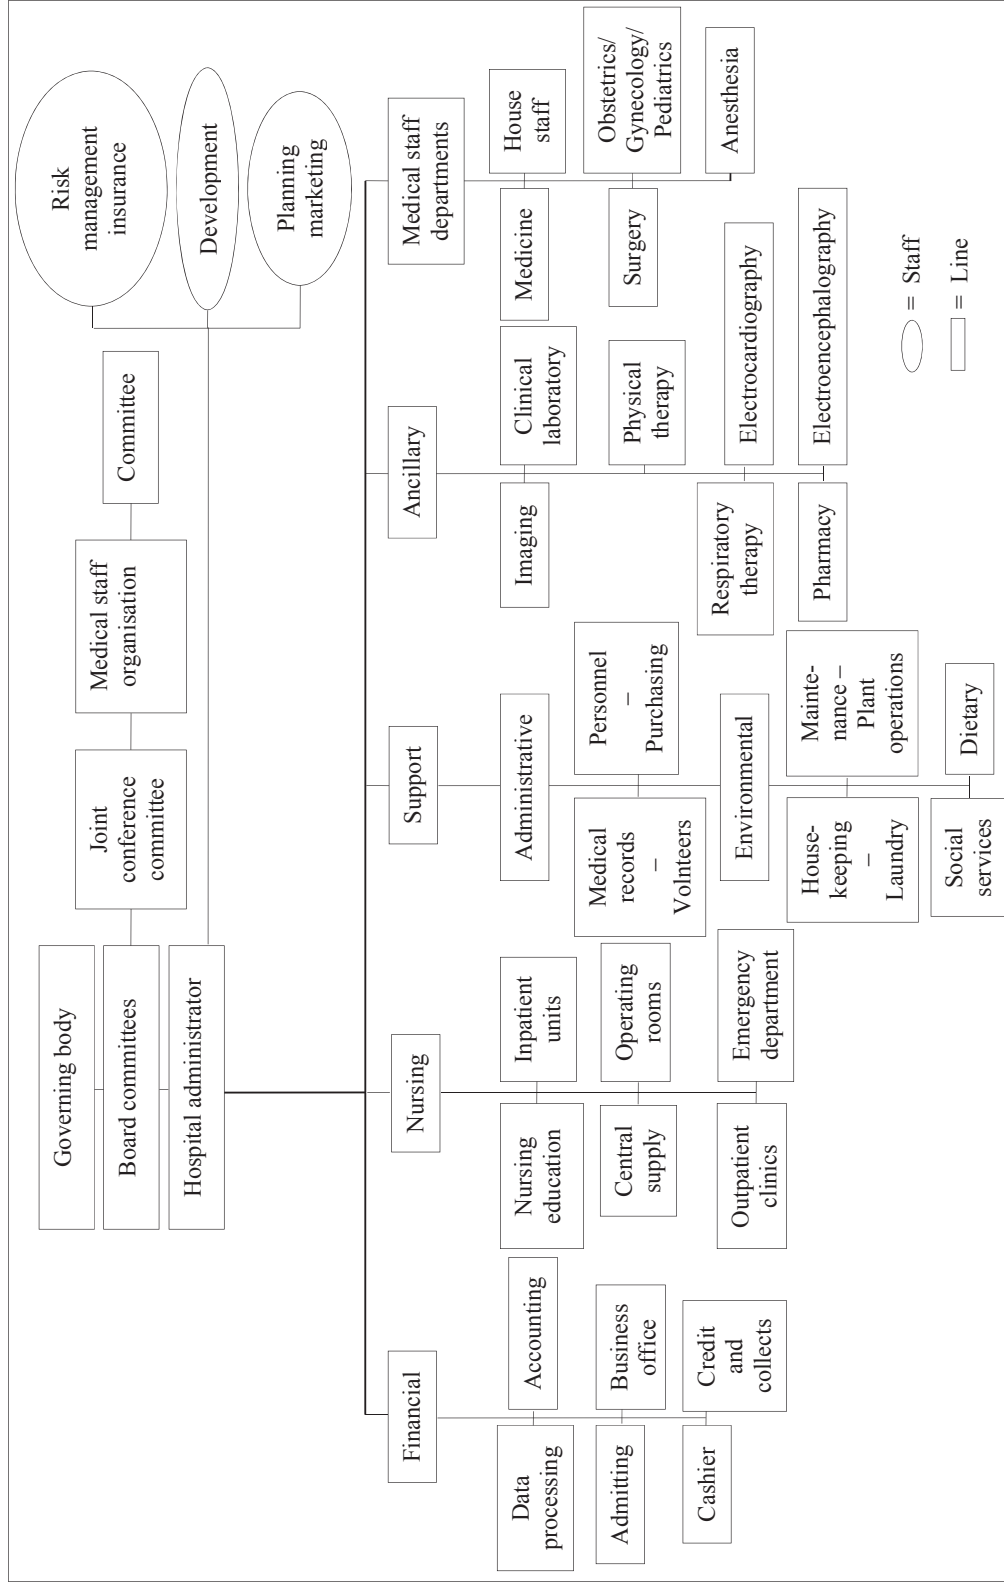 Governing body
Board committees
Hospital administrator
Joint
conference
committee
Medical staff
organisation
Committee
Risk
management
insurance
Development
Planning
marketing
Financial
Data
processing
Accounting
Admitting
Business
office
Cashier
Credit
and
collects
Nursing
Nursing
education
Inpatient
units
Central
supply
Operating
rooms
Outpatient
clinics
Emergency
department
Support
Administrative
Medical
records
–
Volnteers
Personnel
–
Purchasing
Environmental
House-
keeping
–
Laundry
Mainte-
nance –
Plant
operations
Social
services
Dietary
Ancillary
Imaging
Clinical
laboratory
Physical
therapy
Respiratory
therapy
Electrocardiography
Pharmacy
Electroencephalography
Medical staff
departments
Medicine
House
staff
Surgery
Obstetrics/
Gynecology/
Pediatrics
Anesthesia
= Staff
= Line